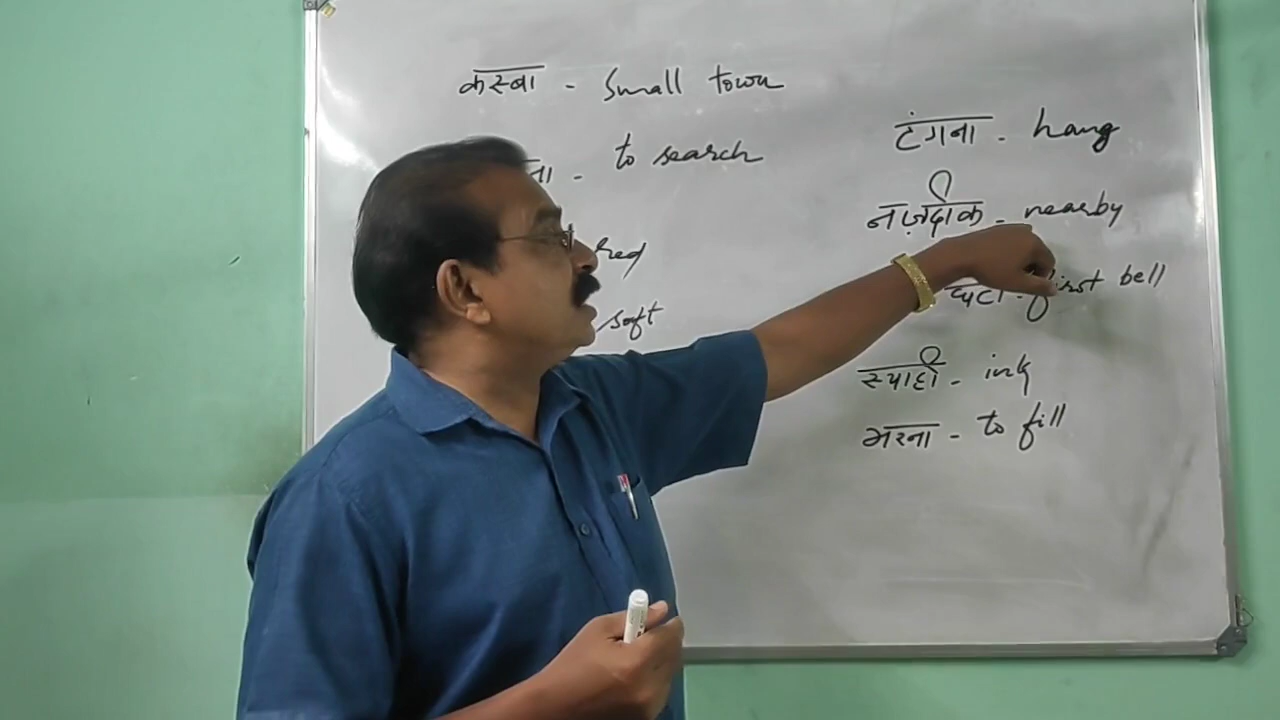 कस्बा - Small town
ना - to search
red
soft
टंगना - hang
नज़दीक - nearby
घंटा - first bell
स्याही - ink
भरना - to fill